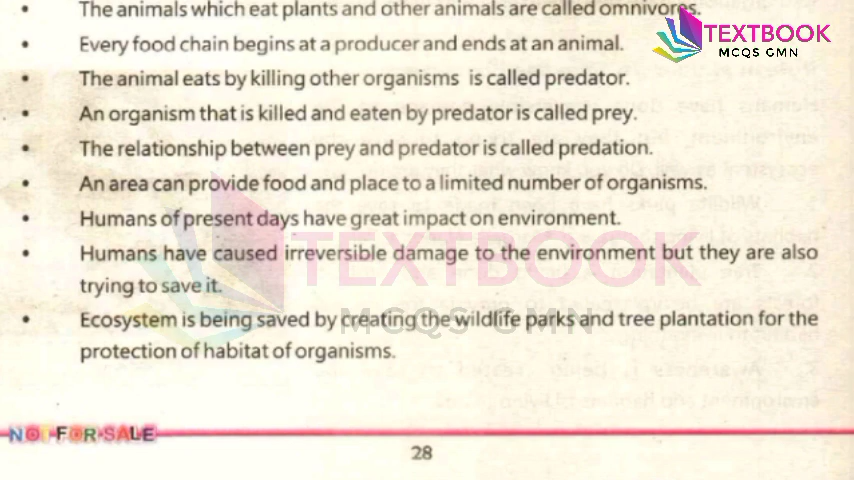 • The animals which eat plants and other animals are called omnivores.
TEXTBOOK
MCQS GMN
• Every food chain begins at a producer and ends at an animal.
• The animal eats by killing other organisms is called predator.
• An organism that is killed and eaten by predator is called prey.
• The relationship between prey and predator is called predation.
• An area can provide food and place to a limited number of organisms.
• Humans of present days have great impact on environment.
• Humans have caused irreversible damage to the environment but they are also
trying to save it.
TEXTBOOK
MCQS GMN
• Ecosystem is being saved by creating the wildlife parks and tree plantation for the
protection of habitat of organisms.
NOT FOR SALE
28